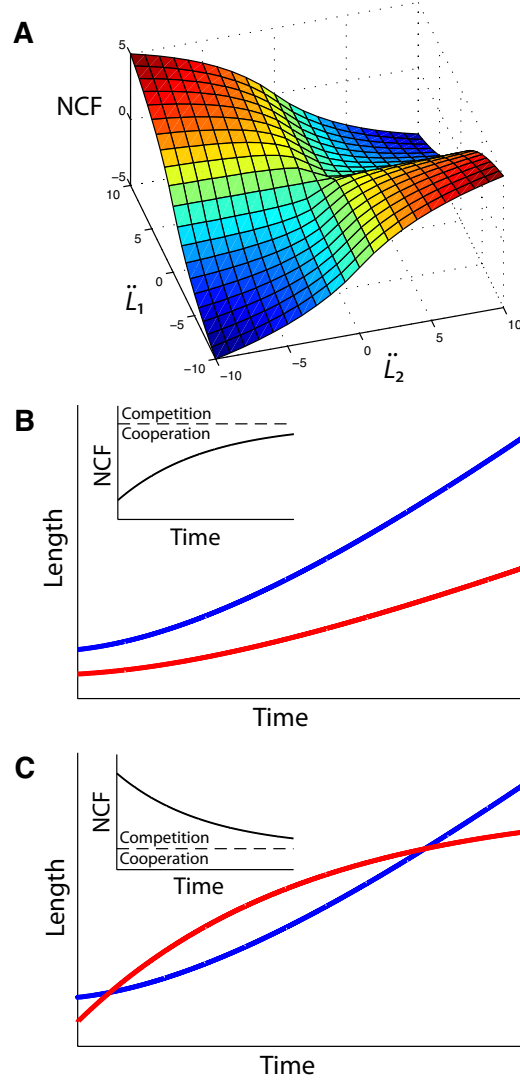 A
NCF
5
0
−5
10
5
0
−5
−10
L̈₁
−10
−5
0
5
10
L̈₂
B
Competition
Cooperation
NCF
Time
Length
Time
C
NCF
Competition
Cooperation
Time
Length
Time